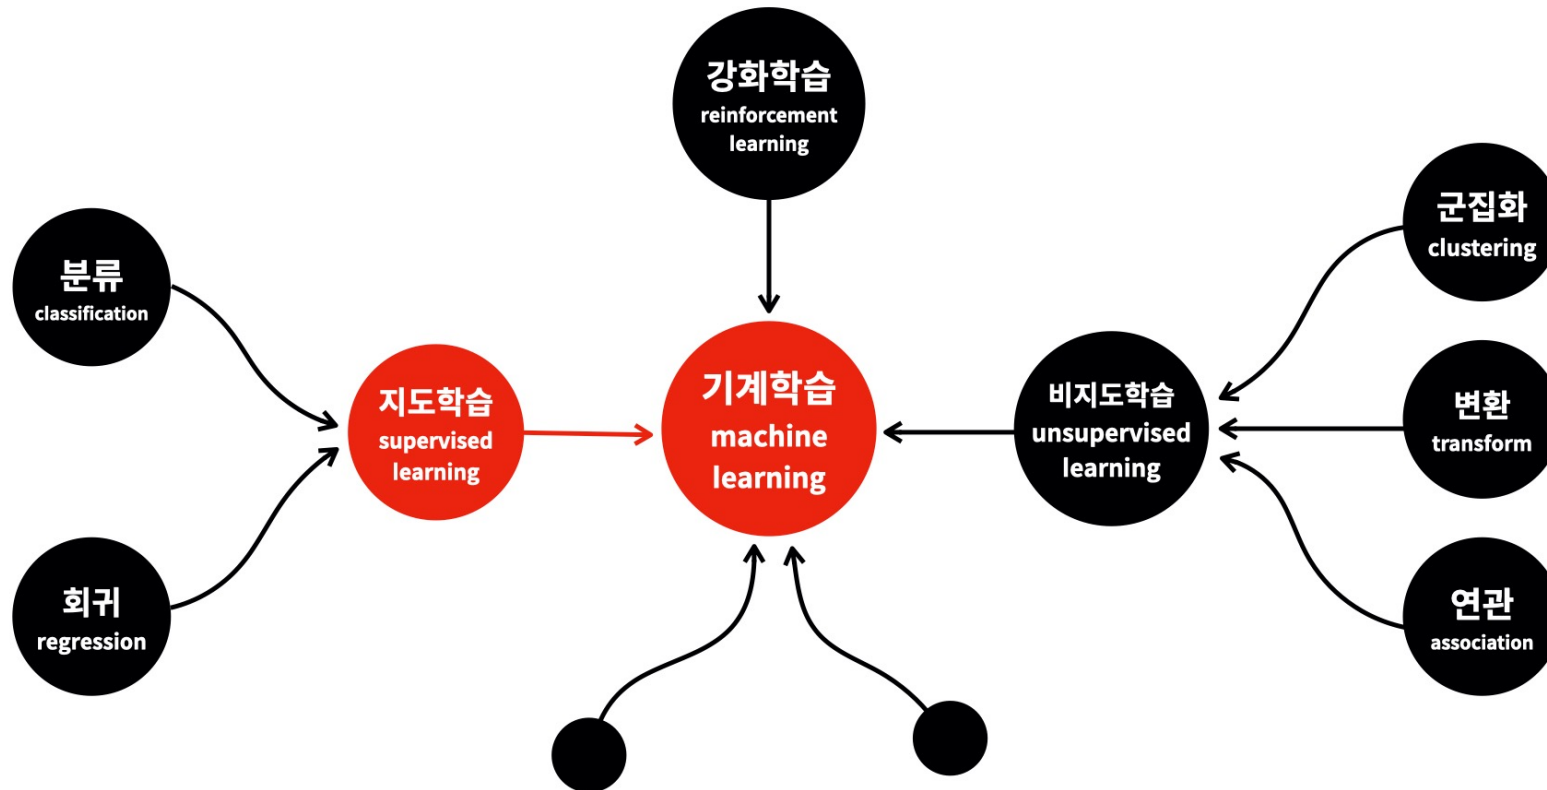 강화학습
reinforcement
learning
분류
classification
지도학습
supervised
learning
회귀
regression
기계학습
machine
learning
비지도학습
unsupervised
learning
군집화
clustering
변환
transform
연관
association